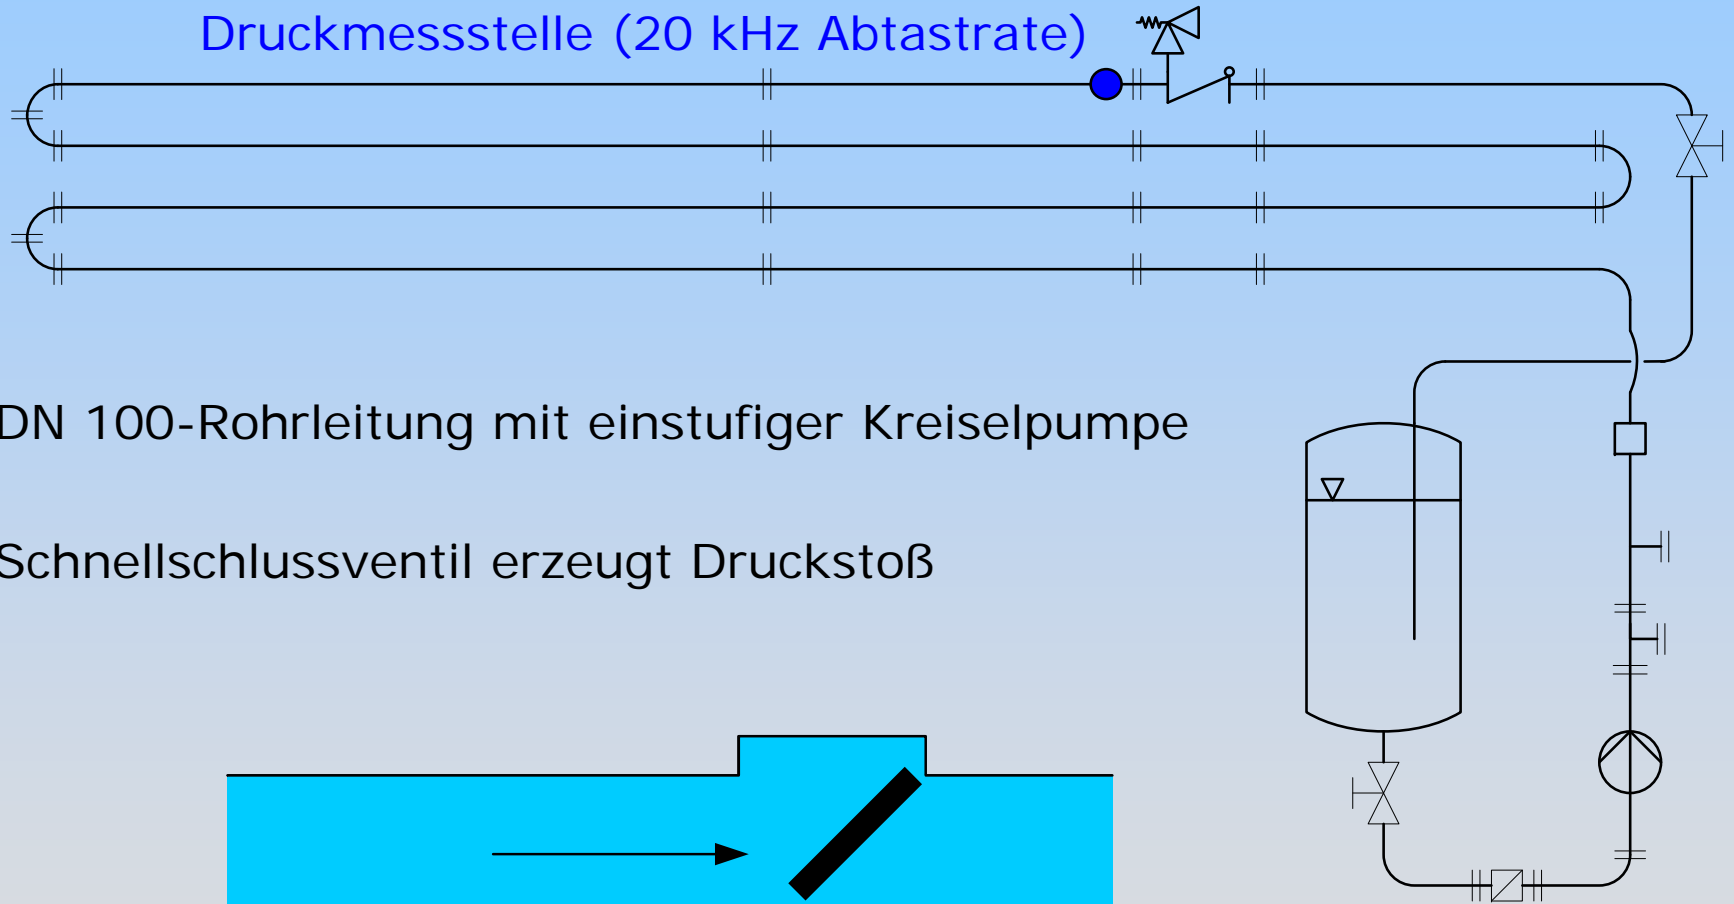 Druckmessstelle (20 kHz Abtastrate)
DN 100-Rohrleitung mit einstufiger Kreiselpumpe
Schnellschlussventil erzeugt Druckstoß